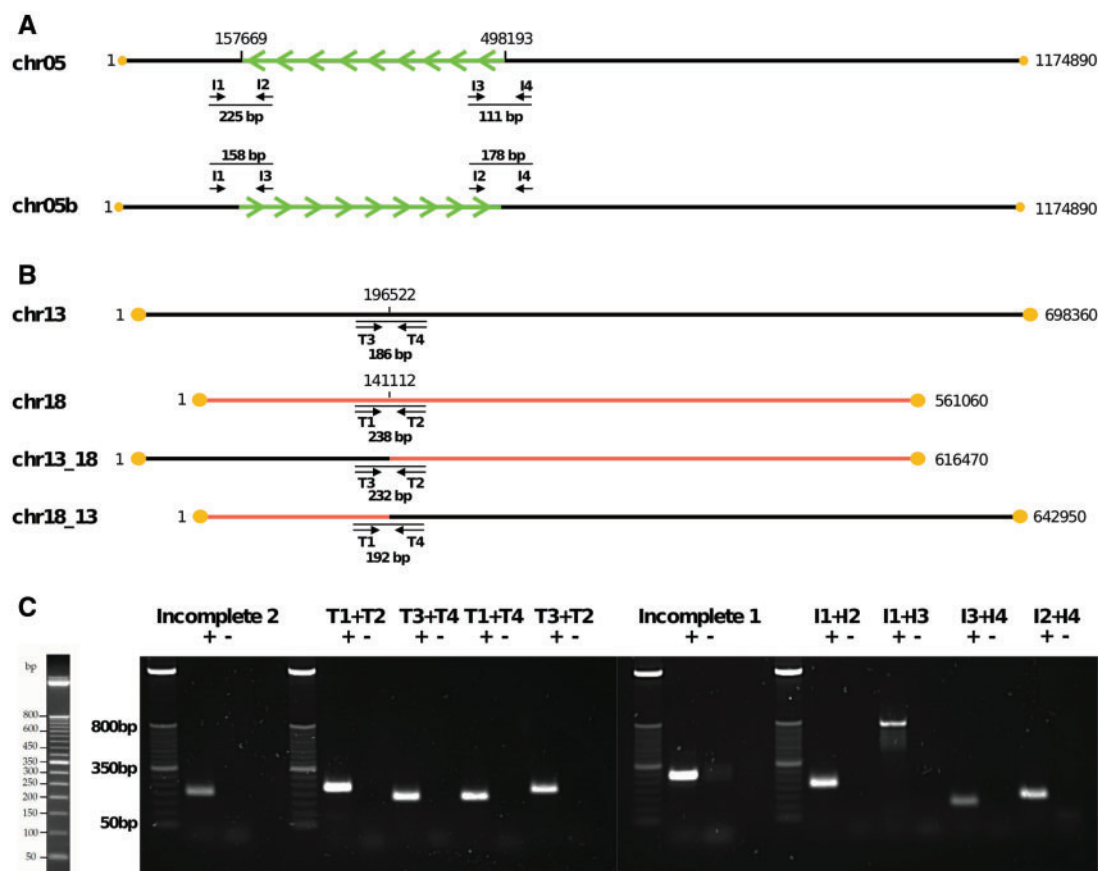 A
157669 498193
chr05 1 1174890
I1 I2 I3 I4
225 bp 111 bp
158 bp 178 bp
I1 I3 I2 I4
chr05b 1 1174890
B
196522
chr13 1 698360
T3 T4
186 bp
141112
chr18 1 561060
T1 T2
238 bp
chr13_18 1 616470
T3 T2
232 bp
chr18_13 1 642950
T1 T4
192 bp
C
Incomplete 2 T1+T2 T3+T4 T1+T4 T3+T2 Incomplete 1 I1+I2 I1+I3 I3+I4 I2+I4
+ - + - + - + - + - + - + - + - + - + -
bp
800
600
450
350
300
250
200
150
100
50
800bp
350bp
50bp